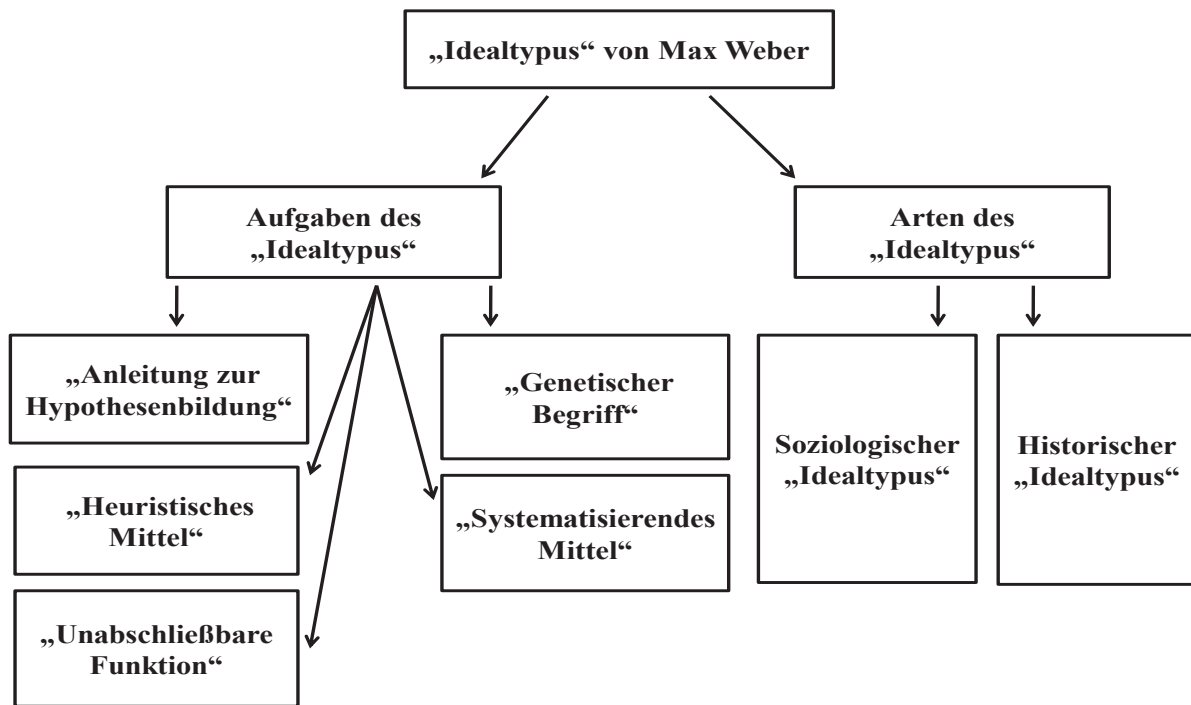 „Idealtypus“ von Max Weber
Aufgaben des
„Idealtypus“
Arten des
„Idealtypus“
„Anleitung zur
Hypothesenbildung“
„Genetischer
Begriff“
„Heuristisches
Mittel“
„Systematisierendes
Mittel“
„Unabschließbare
Funktion“
Soziologischer
„Idealtypus“
Historischer
„Idealtypus“